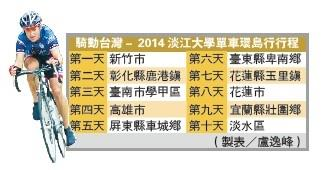 騎動台灣－2014淡江大學單車環島行行程
第一天 新竹市 第六天 臺東縣卑南鄉
第二天 彰化縣鹿港鎮 第七天 花蓮縣玉里鎮
第三天 臺南市學甲區 第八天 花蓮市
第四天 高雄市 第九天 宜蘭縣壯圍鄉
第五天 屏東縣車城鄉 第十天 淡水區
(製表／盧逸峰)